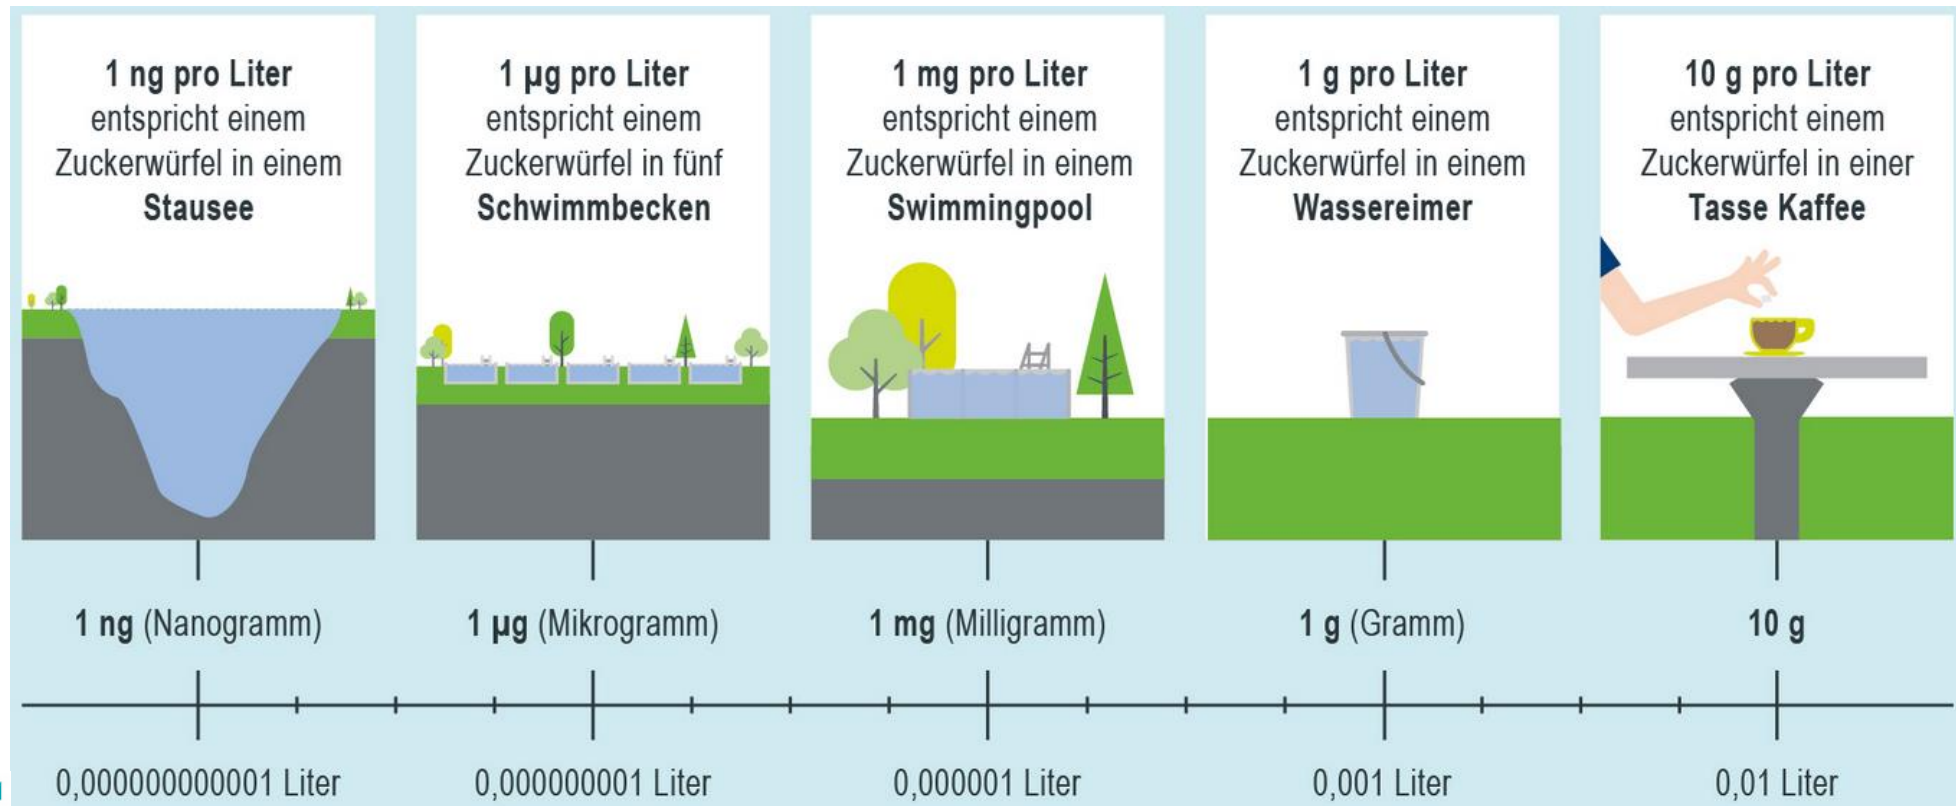 1 ng pro Liter
entspricht einem
Zuckerwürfel in einem
Stausee
1 µg pro Liter
entspricht einem
Zuckerwürfel in fünf
Schwimmbecken
1 mg pro Liter
entspricht einem
Zuckerwürfel in einem
Swimmingpool
1 g pro Liter
entspricht einem
Zuckerwürfel in einem
Wassereimer
10 g pro Liter
entspricht einem
Zuckerwürfel in einer
Tasse Kaffee
1 ng (Nanogramm)
1 µg (Mikrogramm)
1 mg (Milligramm)
1 g (Gramm)
10 g
0,000000000001 Liter
0,000000001 Liter
0,000001 Liter
0,001 Liter
0,01 Liter